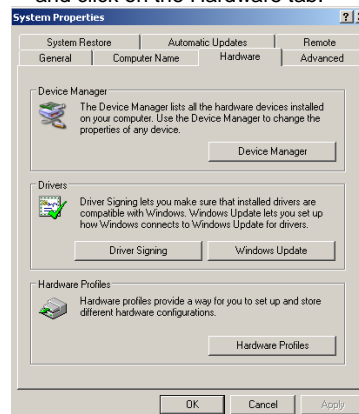 and click on the Hardware tab.
System Properties
System Restore Automatic Updates Remote
General Computer Name Hardware Advanced
Device Manager
The Device Manager lists all the hardware devices installed
on your computer. Use the Device Manager to change the
properties of any device.
Device Manager
Drivers
Driver Signing lets you make sure that installed drivers are
compatible with Windows. Windows Update lets you set up
how Windows connects to Windows Update for drivers.
Driver Signing Windows Update
Hardware Profiles
Hardware profiles provide a way for you to set up and store
different hardware configurations.
Hardware Profiles
OK Cancel Apply